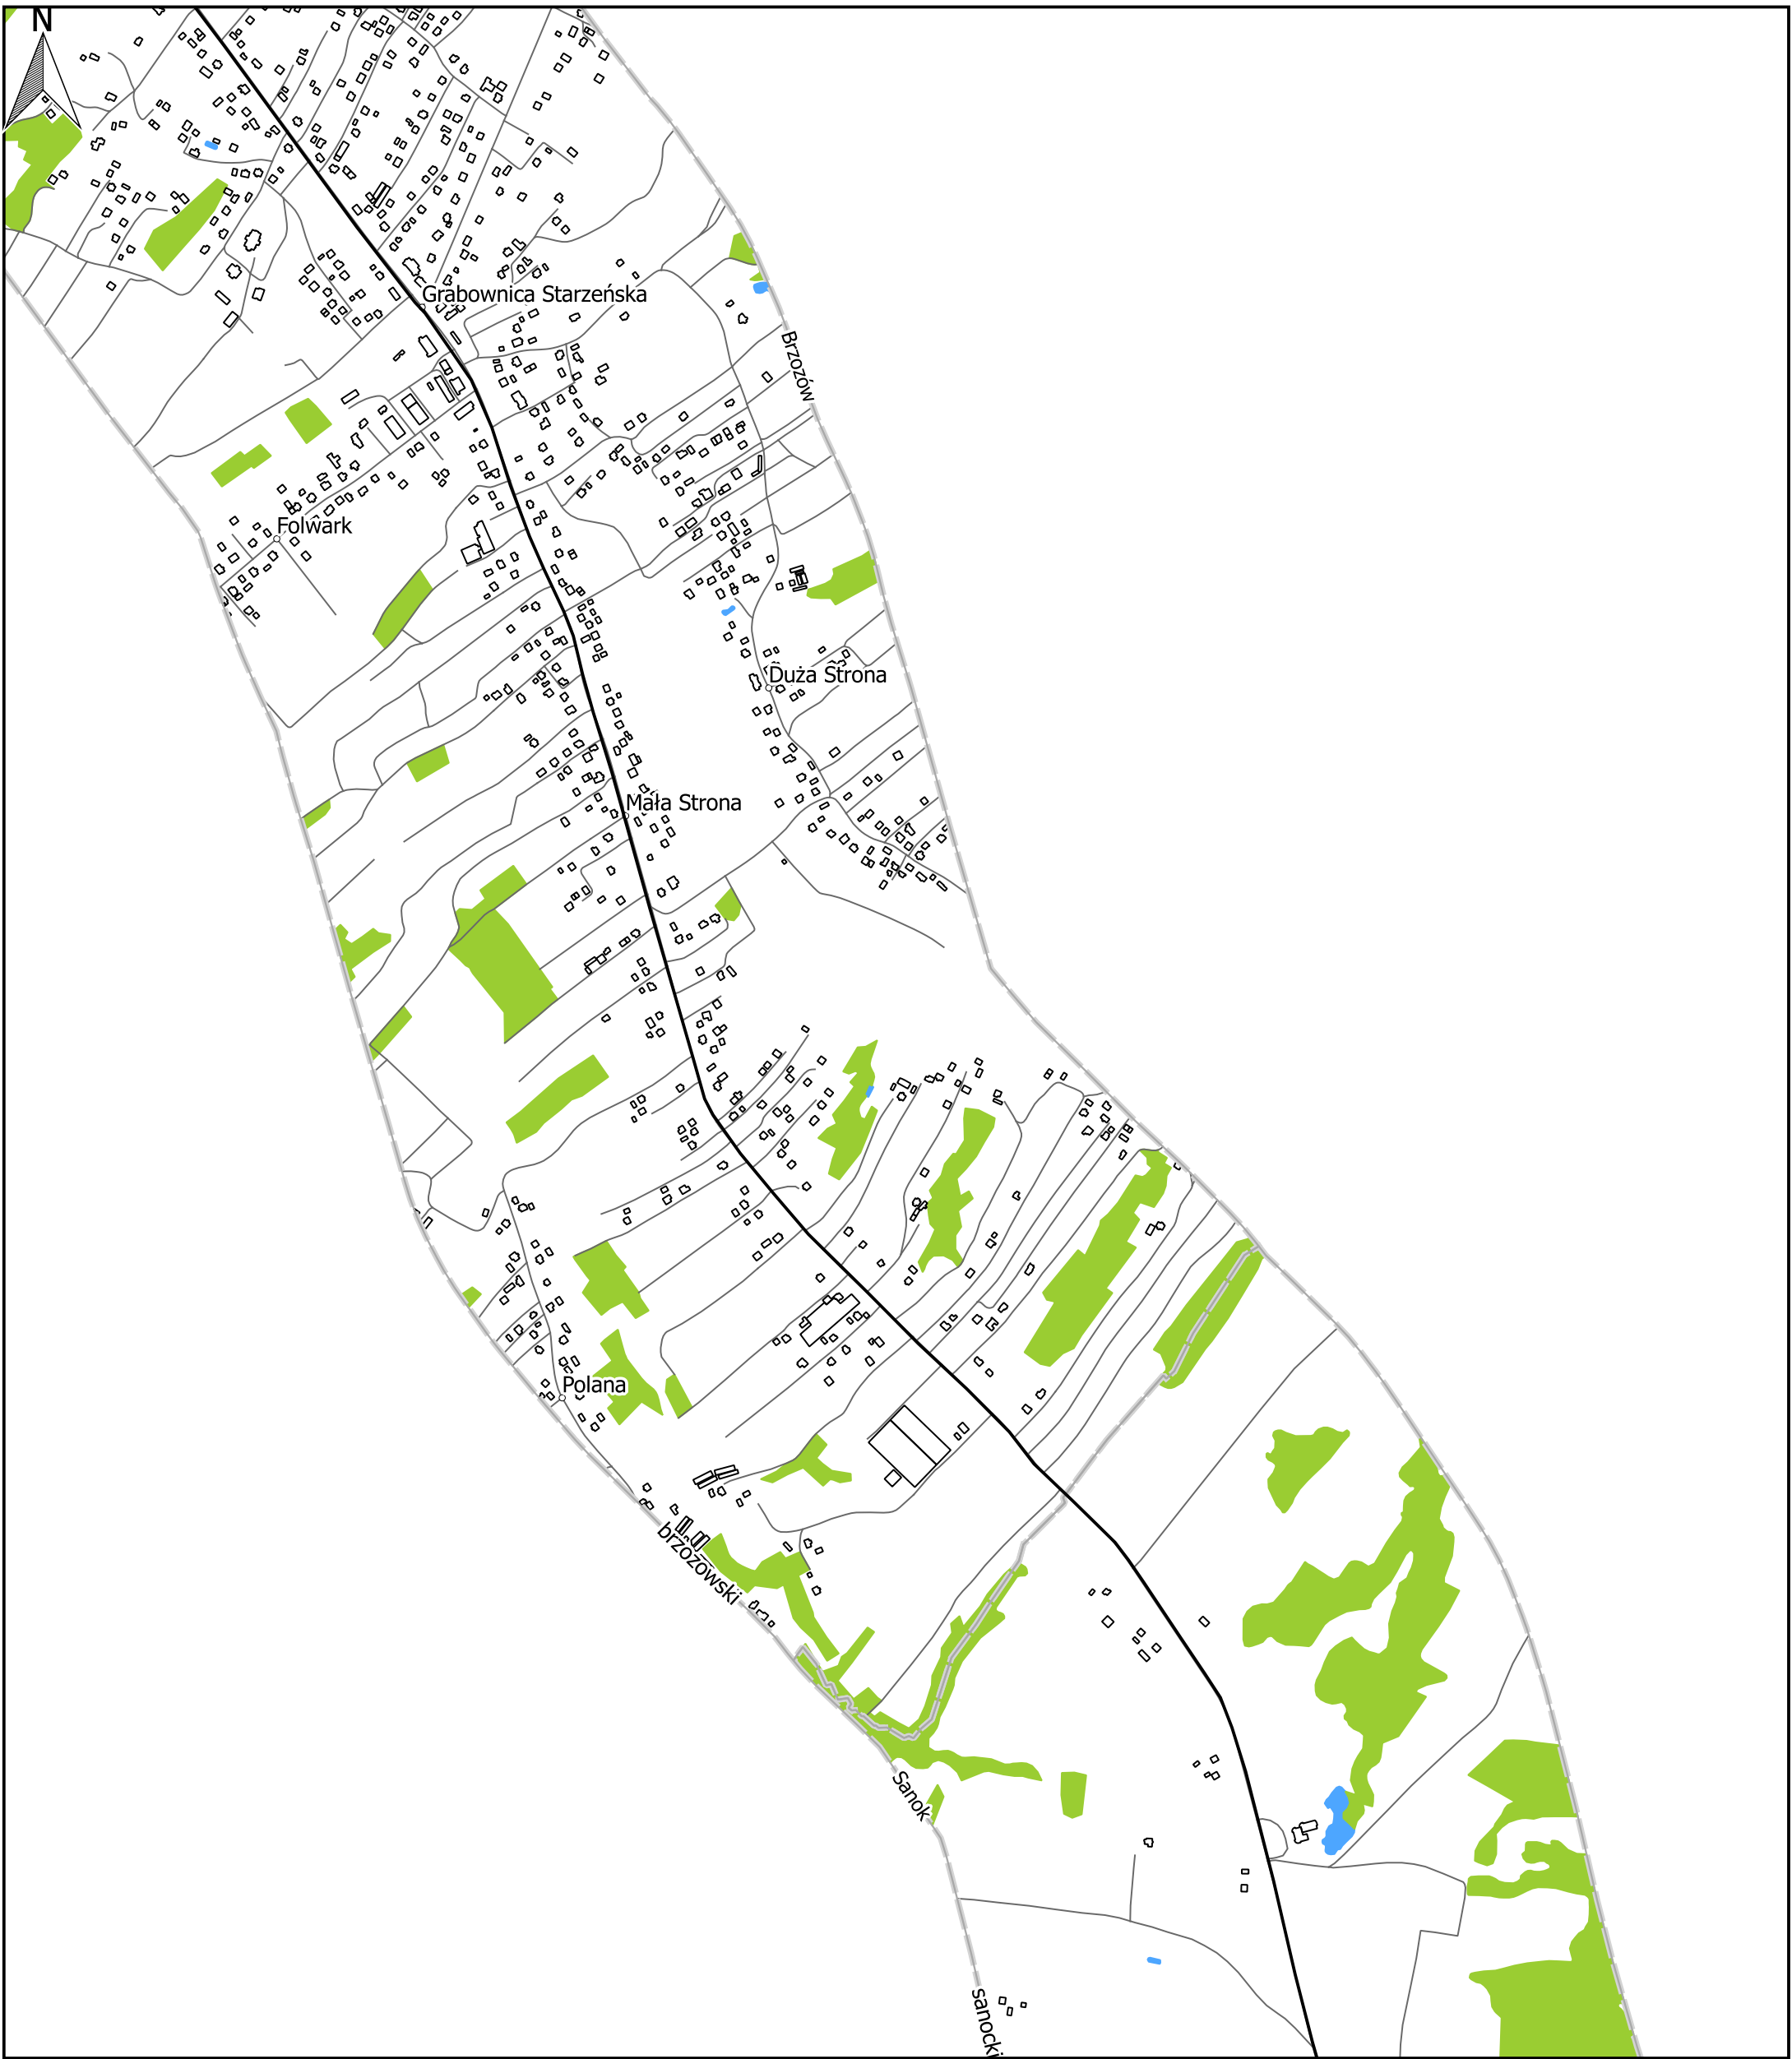 N
Grabownica Starzeńska
Brzozów
Folwark
Duża Strona
Mała Strona
Polana
brzozowski
Sanok
sanocki